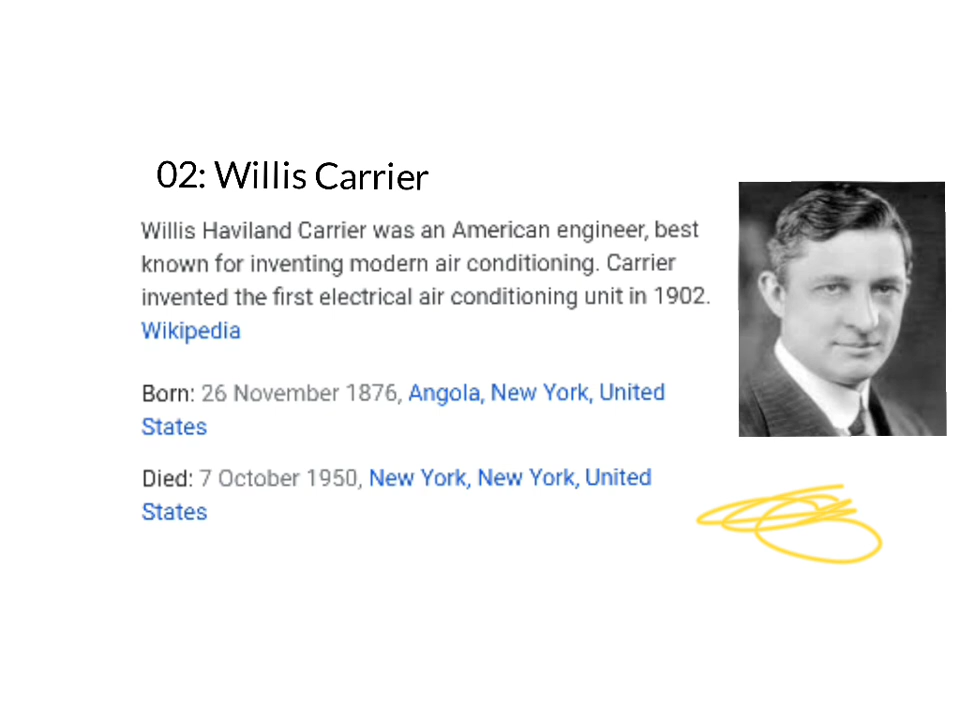 02: Willis Carrier
Willis Haviland Carrier was an American engineer, best
known for inventing modern air conditioning. Carrier
invented the first electrical air conditioning unit in 1902.
Wikipedia
Born: 26 November 1876, Angola, New York, United
States
Died: 7 October 1950, New York, New York, United
States